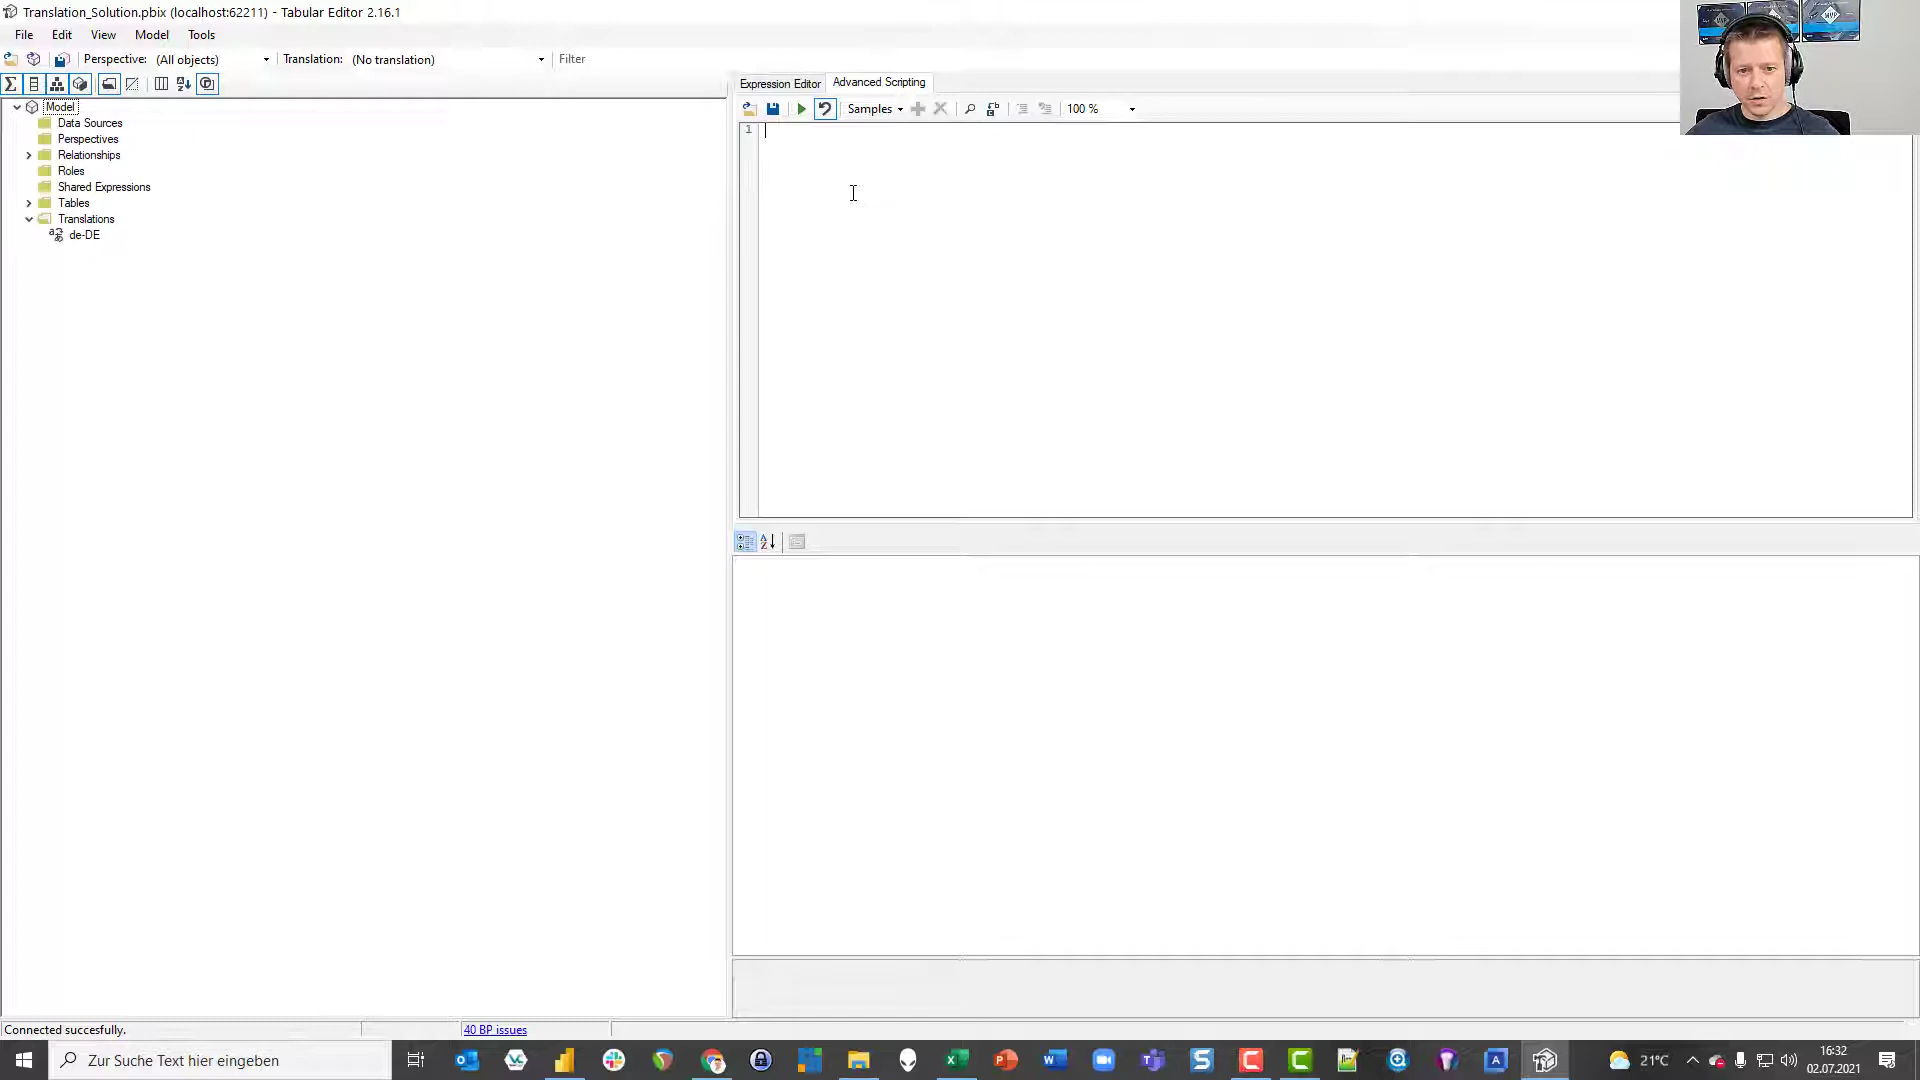 Translation_Solution.pbix (localhost:62211) - Tabular Editor 2.16.1
File Edit View Model Tools
Perspective: (All objects) Translation: (No translation) Filter
Expression Editor Advanced Scripting
Samples 100 %
1
Model
Data Sources
Perspectives
Relationships
Roles
Shared Expressions
Tables
Translations
de-DE
Connected succesfully. 40 BP issues
Zur Suche Text hier eingeben
21°C
16:32
02.07.2021